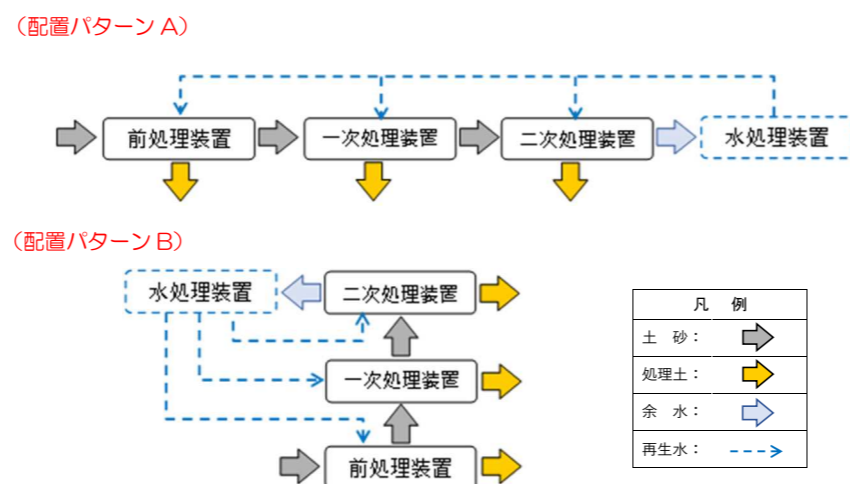 （配置パターン A）
前処理装置
一次処理装置
二次処理装置
水処理装置
（配置パターン B）
水処理装置
二次処理装置
一次処理装置
前処理装置
凡　例
土　砂：
処理土：
余　水：
再生水：